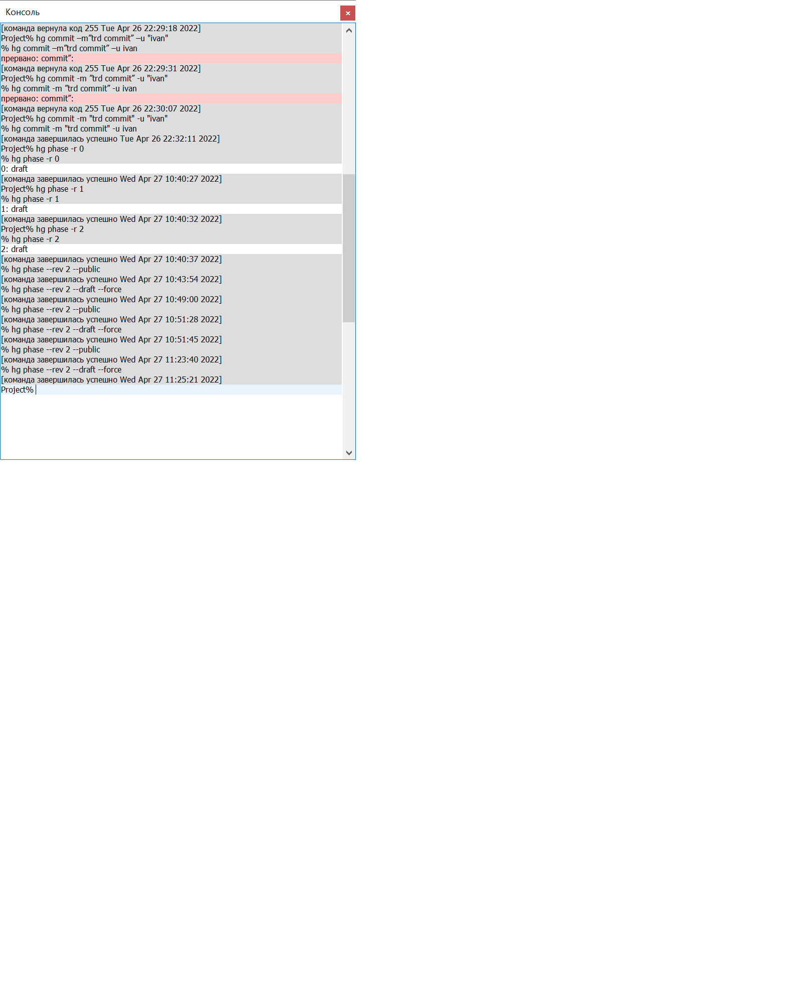 Консоль
[команда вернула код 255 Tue Apr 26 22:29:18 2022]
Project% hg commit –m”trd commit” –u "ivan"
% hg commit –m”trd commit” –u ivan
прервано: commit”:
[команда вернула код 255 Tue Apr 26 22:29:31 2022]
Project% hg commit -m ”trd commit” -u "ivan"
% hg commit -m ”trd commit” -u ivan
прервано: commit”:
[команда вернула код 255 Tue Apr 26 22:30:07 2022]
Project% hg commit -m "trd commit" -u "ivan"
% hg commit -m "trd commit" -u ivan
[команда завершилась успешно Tue Apr 26 22:32:11 2022]
Project% hg phase -r 0
% hg phase -r 0
0: draft
[команда завершилась успешно Wed Apr 27 10:40:27 2022]
Project% hg phase -r 1
% hg phase -r 1
1: draft
[команда завершилась успешно Wed Apr 27 10:40:32 2022]
Project% hg phase -r 2
% hg phase -r 2
2: draft
[команда завершилась успешно Wed Apr 27 10:40:37 2022]
% hg phase --rev 2 --public
[команда завершилась успешно Wed Apr 27 10:43:54 2022]
% hg phase --rev 2 --draft --force
[команда завершилась успешно Wed Apr 27 10:49:00 2022]
% hg phase --rev 2 --public
[команда завершилась успешно Wed Apr 27 10:51:28 2022]
% hg phase --rev 2 --draft --force
[команда завершилась успешно Wed Apr 27 10:51:45 2022]
% hg phase --rev 2 --public
[команда завершилась успешно Wed Apr 27 11:23:40 2022]
% hg phase --rev 2 --draft --force
[команда завершилась успешно Wed Apr 27 11:25:21 2022]
Project%